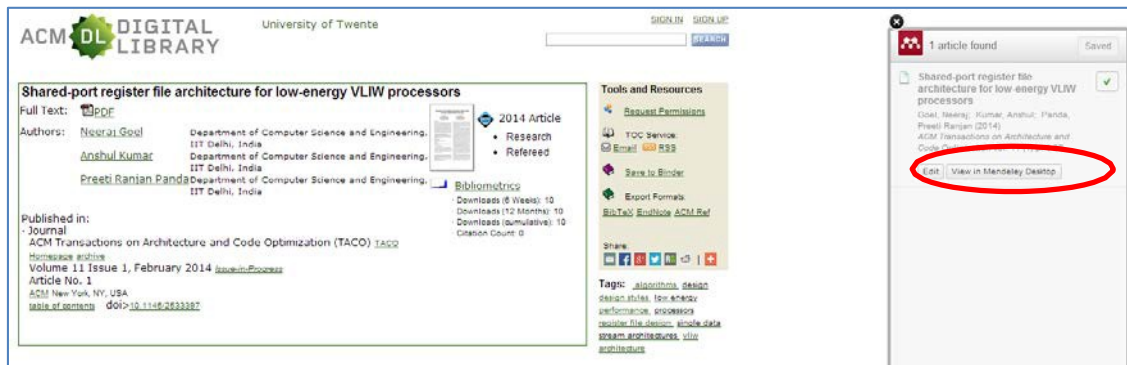 ACM DL DIGITAL LIBRARY
University of Twente
SIGN IN SIGN UP
SEARCH
Shared-port register file architecture for low-energy VLIW processors
Full Text: PDF
Authors: Neeraj Goel Department of Computer Science and Engineering,
IIT Delhi, India
Anshul Kumar Department of Computer Science and Engineering,
IIT Delhi, India
Preeti Ranjan Panda Department of Computer Science and Engineering,
IIT Delhi, India
2014 Article
• Research
• Refereed
Bibliometrics
· Downloads (6 Weeks): 10
· Downloads (12 Months): 10
· Downloads (cumulative): 10
· Citation Count: 0
Published in:
· Journal
ACM Transactions on Architecture and Code Optimization (TACO) TACO
Homepage archive
Volume 11 Issue 1, February 2014 Issue-in-Progress
Article No. 1
ACM New York, NY, USA
table of contents doi>10.1145/2533397
Tools and Resources
Request Permissions
TOC Service:
Email RSS
Save to Binder
Export Formats:
BibTeX EndNote ACM Ref
Share:
|
Tags: algorithms design
design styles low energy
performance processors
register file design single data
stream architectures vliw
architecture
1 article found
Saved
Shared-port register file
architecture for low-energy VLIW
processors
Goel, Neeraj; Kumar, Anshul; Panda,
Preeti Ranjan (2014)
ACM Transactions on Architecture and
Code
Edit View in Mendeley Desktop